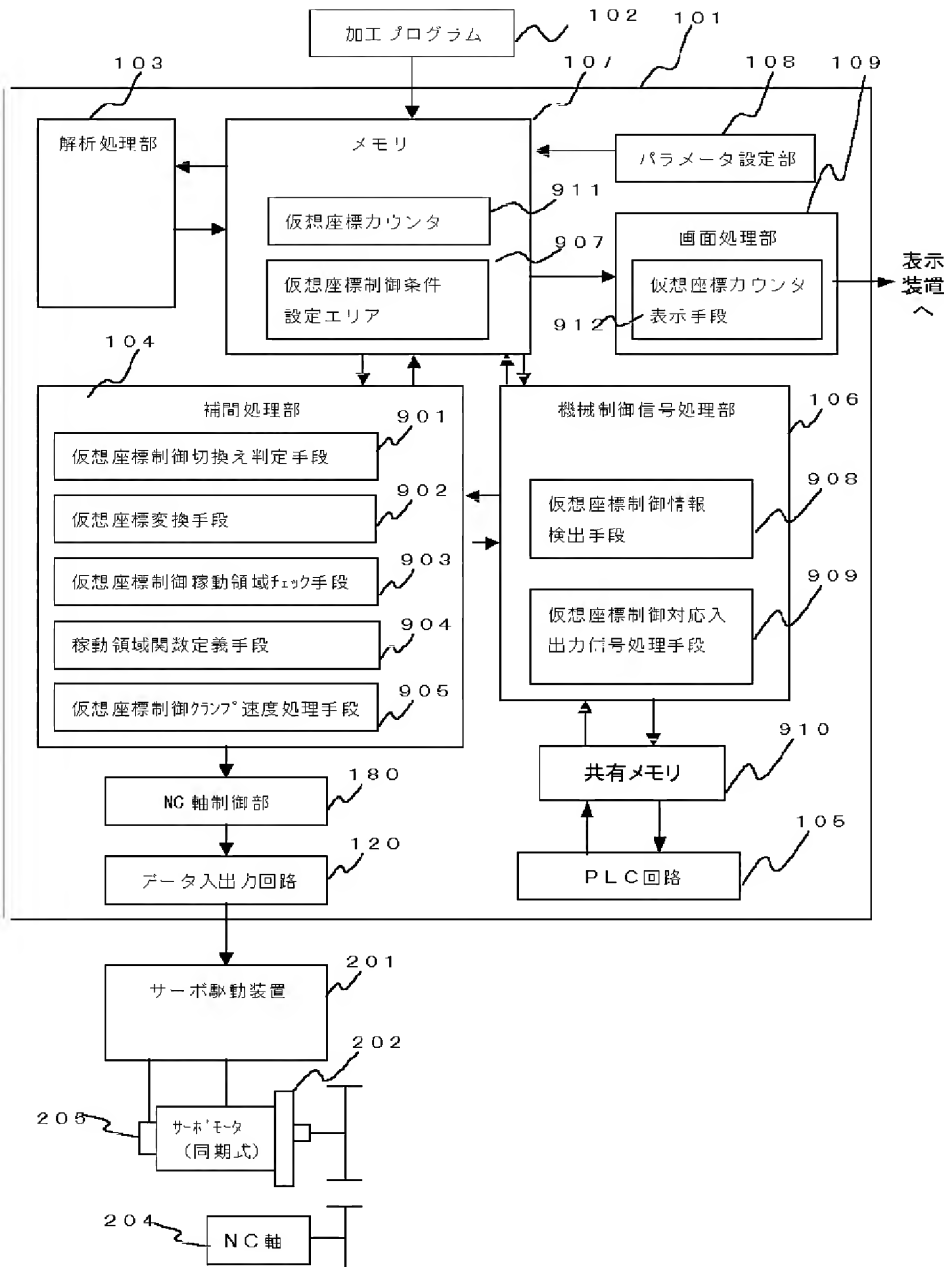 加工プログラム
102
101
103
107
108
109
解析処理部
メモリ
パラメータ設定部
911
仮想座標カウンタ
907
仮想座標制御条件
設定エリア
画面処理部
仮想座標カウンタ
表示手段
912
表示
装置
へ
104
補間処理部
901
仮想座標制御切換え判定手段
902
仮想座標変換手段
903
仮想座標制御稼動領域ﾁｪｯｸ手段
904
稼動領域関数定義手段
905
仮想座標制御ｸﾗﾝﾌﾟ速度処理手段
機械制御信号処理部
106
仮想座標制御情報
検出手段
908
909
仮想座標制御対応入
出力信号処理手段
910
共有メモリ
105
PLC回路
180
NC軸制御部
120
データ入出力回路
201
サーボ駆動装置
202
205
ｻｰﾎﾞﾓｰﾀ
(同期式)
204
NC軸